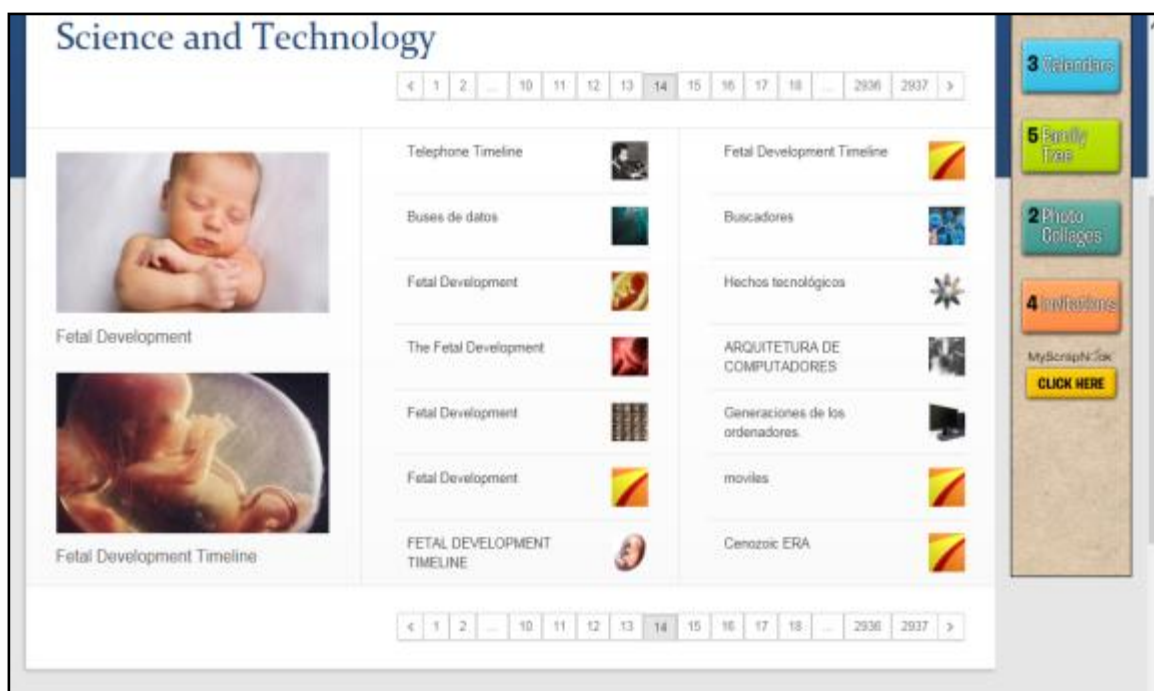 Science and Technology
< 1 2 ... 10 11 12 13 14 15 16 17 18 ... 2936 2937 >
Fetal Development
Fetal Development Timeline
Telephone Timeline
Buses de datos
Fetal Development
The Fetal Development
Fetal Development
Fetal Development
FETAL DEVELOPMENT
TIMELINE
Fetal Development Timeline
Buscadores
Hechos tecnológicos
ARQUITETURA DE
COMPUTADORES
Generaciones de los
ordenadores.
moviles
Cenozoic ERA
< 1 2 ... 10 11 12 13 14 15 16 17 18 ... 2936 2937 >
3 Calendars
5 Family
Tree
2 Photo
Collages
4 Invitations
CLICK HERE